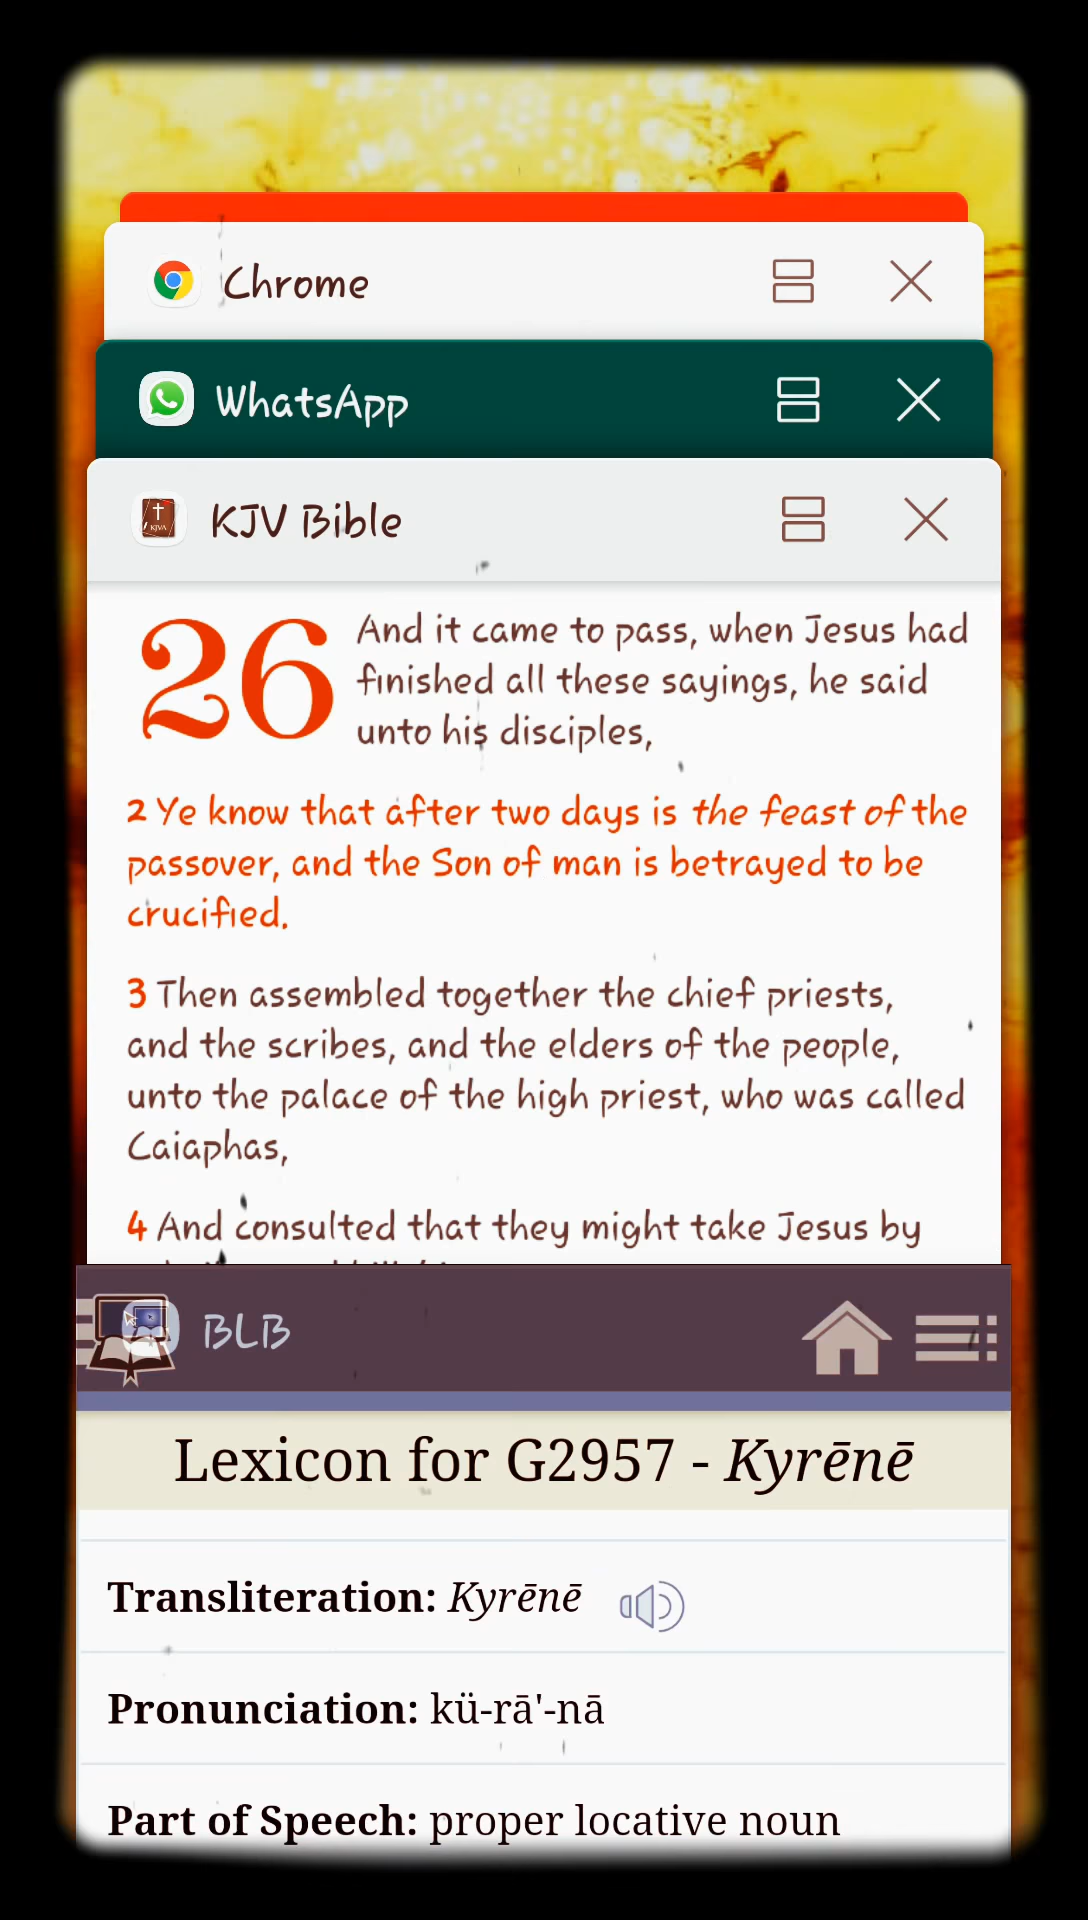 Chrome
WhatsApp
KJVA
KJV Bible
26 And it came to pass, when Jesus had
finished all these sayings, he said
unto his disciples,
2 Ye know that after two days is the feast of the
passover, and the Son of man is betrayed to be
crucified.
3 Then assembled together the chief priests,
and the scribes, and the elders of the people,
unto the palace of the high priest, who was called
Caiaphas,
4 And consulted that they might take Jesus by
BLB
Lexicon for G2957 - Kyrēnē
Transliteration: Kyrēnē
Pronunciation: kü-rā'-nā
Part of Speech: proper locative noun